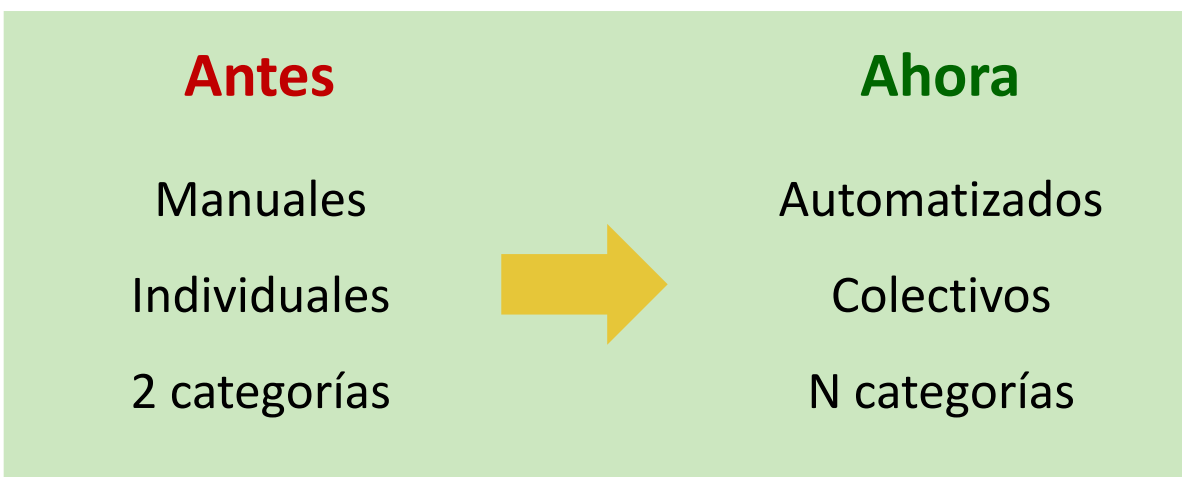 Antes
Manuales
Individuales
2 categorías
Ahora
Automatizados
Colectivos
N categorías